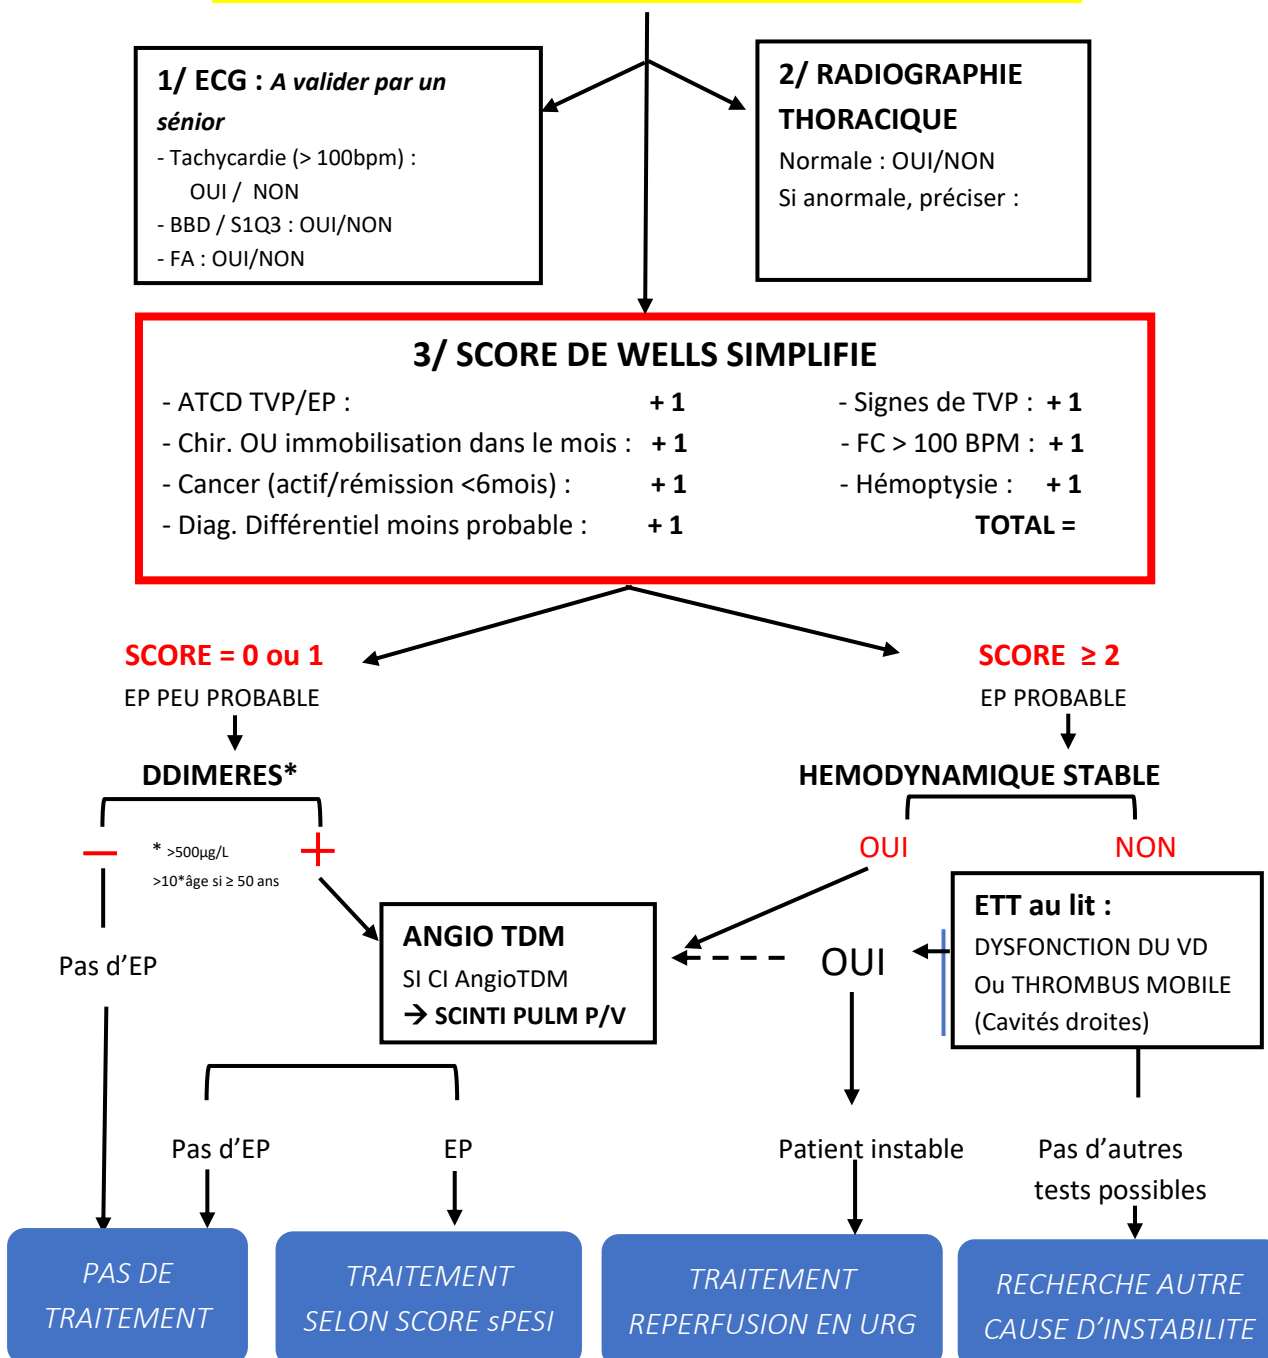 1/ ECG : A valider par un
sénior
- Tachycardie (> 100bpm) :
OUI / NON
- BBD / S1Q3 : OUI/NON
- FA : OUI/NON
2/ RADIOGRAPHIE
THORACIQUE
Normale : OUI/NON
Si anormale, préciser :
3/ SCORE DE WELLS SIMPLIFIE
- ATCD TVP/EP : + 1
- Signes de TVP : + 1
- Chir. OU immobilisation dans le mois : + 1
- FC > 100 BPM : + 1
- Cancer (actif/rémission <6mois) : + 1
- Hémoptysie : + 1
- Diag. Différentiel moins probable : + 1
TOTAL =
SCORE = 0 ou 1
EP PEU PROBABLE
DDIMERES*
SCORE ≥ 2
EP PROBABLE
HEMODYNAMIQUE STABLE
–
* >500µg/L
>10*âge si ≥ 50 ans
+
OUI
NON
Pas d’EP
ANGIO TDM
SI CI AngioTDM
→ SCINTI PULM P/V
OUI
ETT au lit :
DYSFONCTION DU VD
Ou THROMBUS MOBILE
(Cavités droites)
Pas d’EP
EP
Patient instable
Pas d’autres
tests possibles
PAS DE
TRAITEMENT
TRAITEMENT
SELON SCORE sPESI
TRAITEMENT
REPERFUSION EN URG
RECHERCHE AUTRE
CAUSE D’INSTABILITE